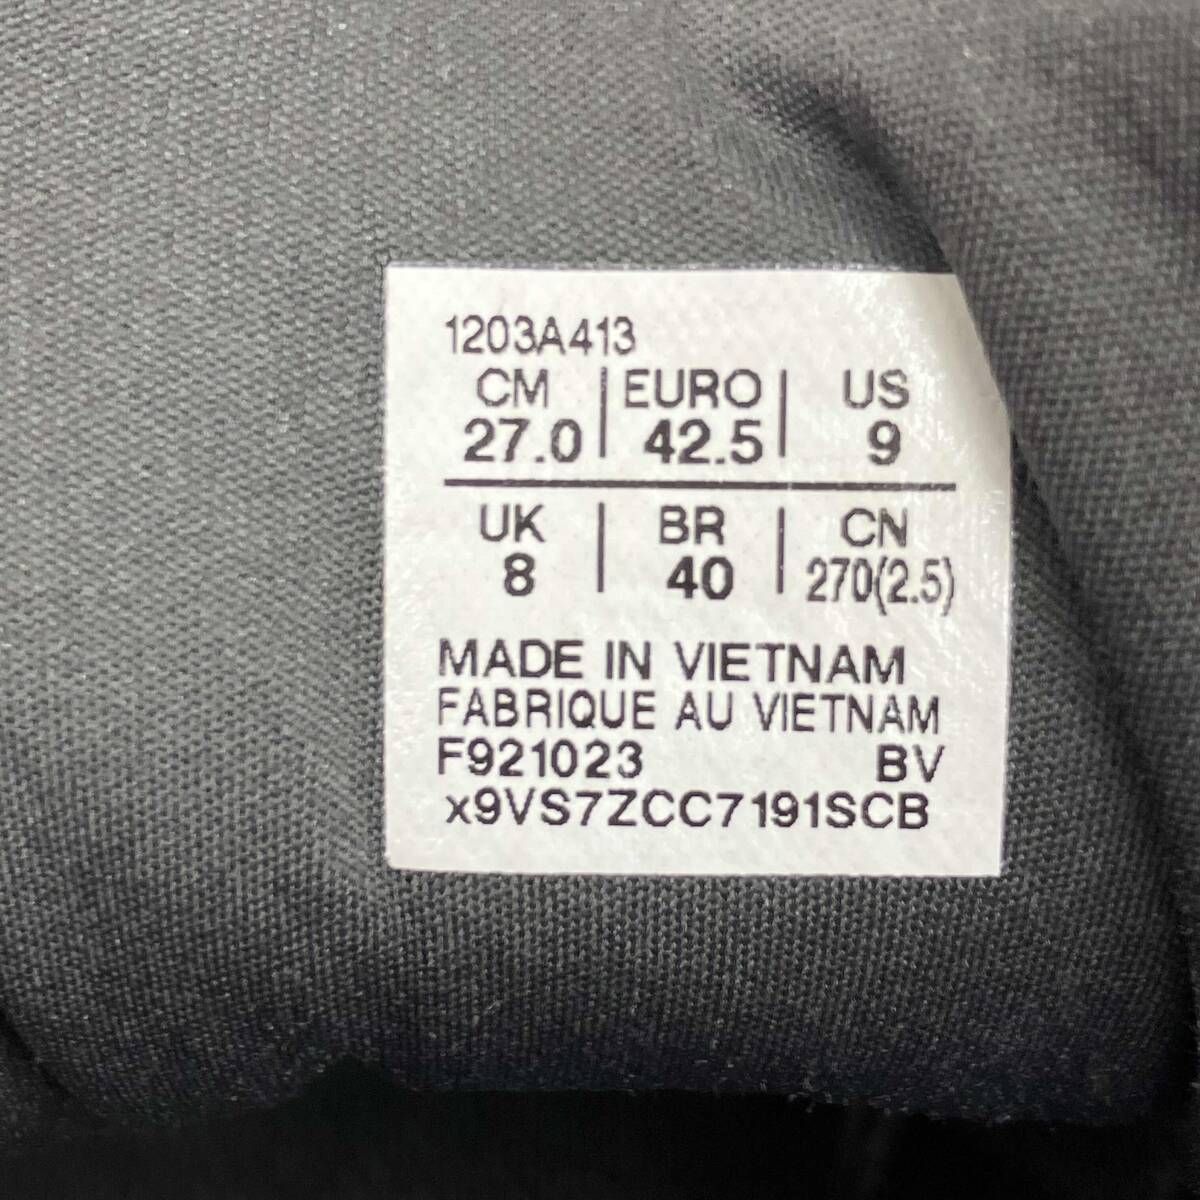 1203A413
CM | EURO | US
27.0 | 42.5 | 9
UK | BR | CN
8 | 40 | 270(2.5)
MADE IN VIETNAM
FABRIQUE AU VIETNAM
F921023 BV
x9VS7ZCC7191SCB